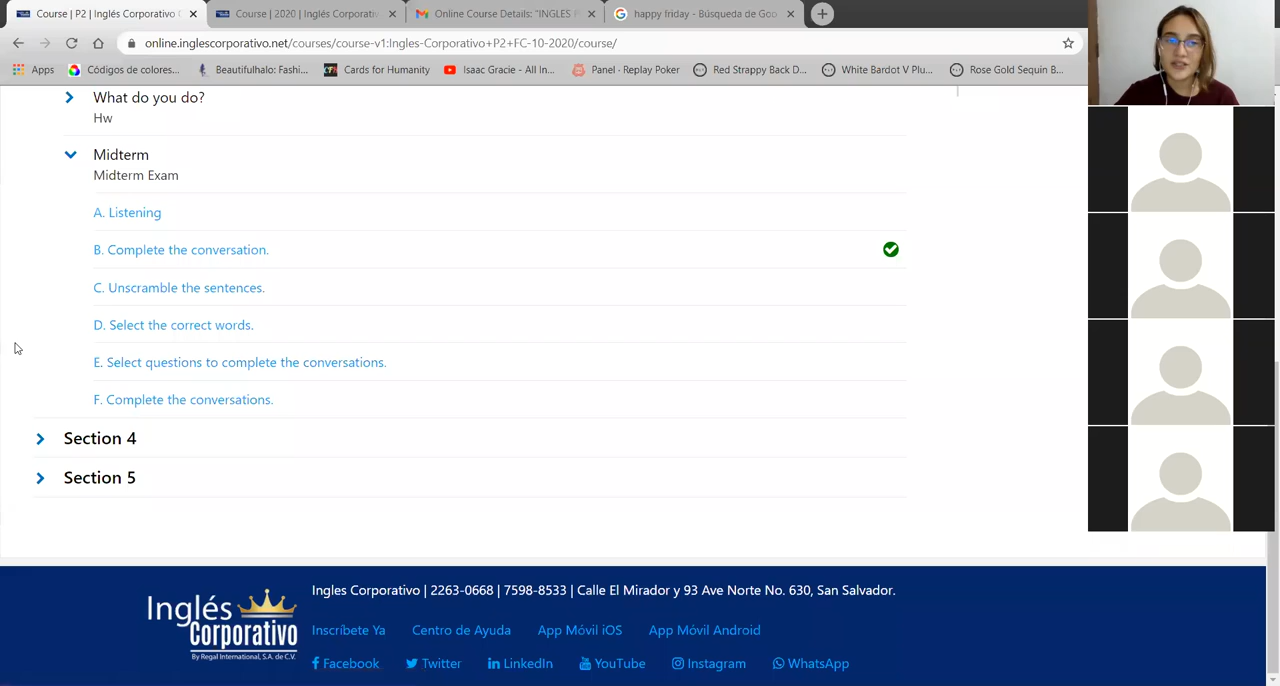 Course | P2 | Inglés Corporativo
Course | 2020 | Inglés Corporativ
Online Course Details: "INGLES
happy friday - Búsqueda de Goo
online.inglescorporativo.net/courses/course-v1:Ingles-Corporativo+P2+FC-10-2020/course/
Apps
Códigos de colores...
Beautifulhalo: Fashi...
Cards for Humanity
Isaac Gracie - All In...
Panel · Replay Poker
Red Strappy Back D...
White Bardot V Plu...
Rose Gold Sequin B...
What do you do?
Hw
Midterm
Midterm Exam
A. Listening
B. Complete the conversation.
C. Unscramble the sentences.
D. Select the correct words.
E. Select questions to complete the conversations.
F. Complete the conversations.
Section 4
Section 5
Inglés
Corporativo
By Regal International, S.A. de C.V.
Ingles Corporativo | 2263-0668 | 7598-8533 | Calle El Mirador y 93 Ave Norte No. 630, San Salvador.
Inscríbete Ya
Centro de Ayuda
App Móvil iOS
App Móvil Android
Facebook
Twitter
LinkedIn
YouTube
Instagram
WhatsApp